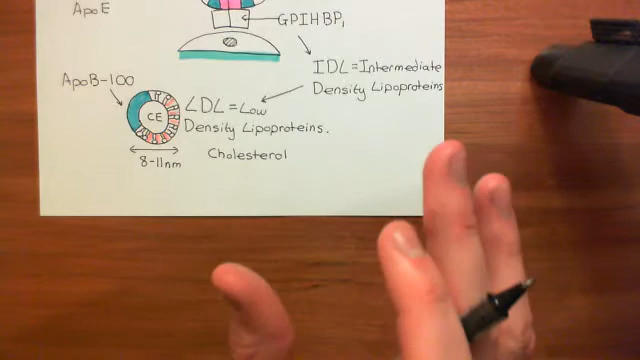 ApoE
GPIHBP₁
IDL = Intermediate
Density Lipoproteins
ApoB-100
CE
LDL = Low
Density Lipoproteins.
8-11nm
Cholesterol